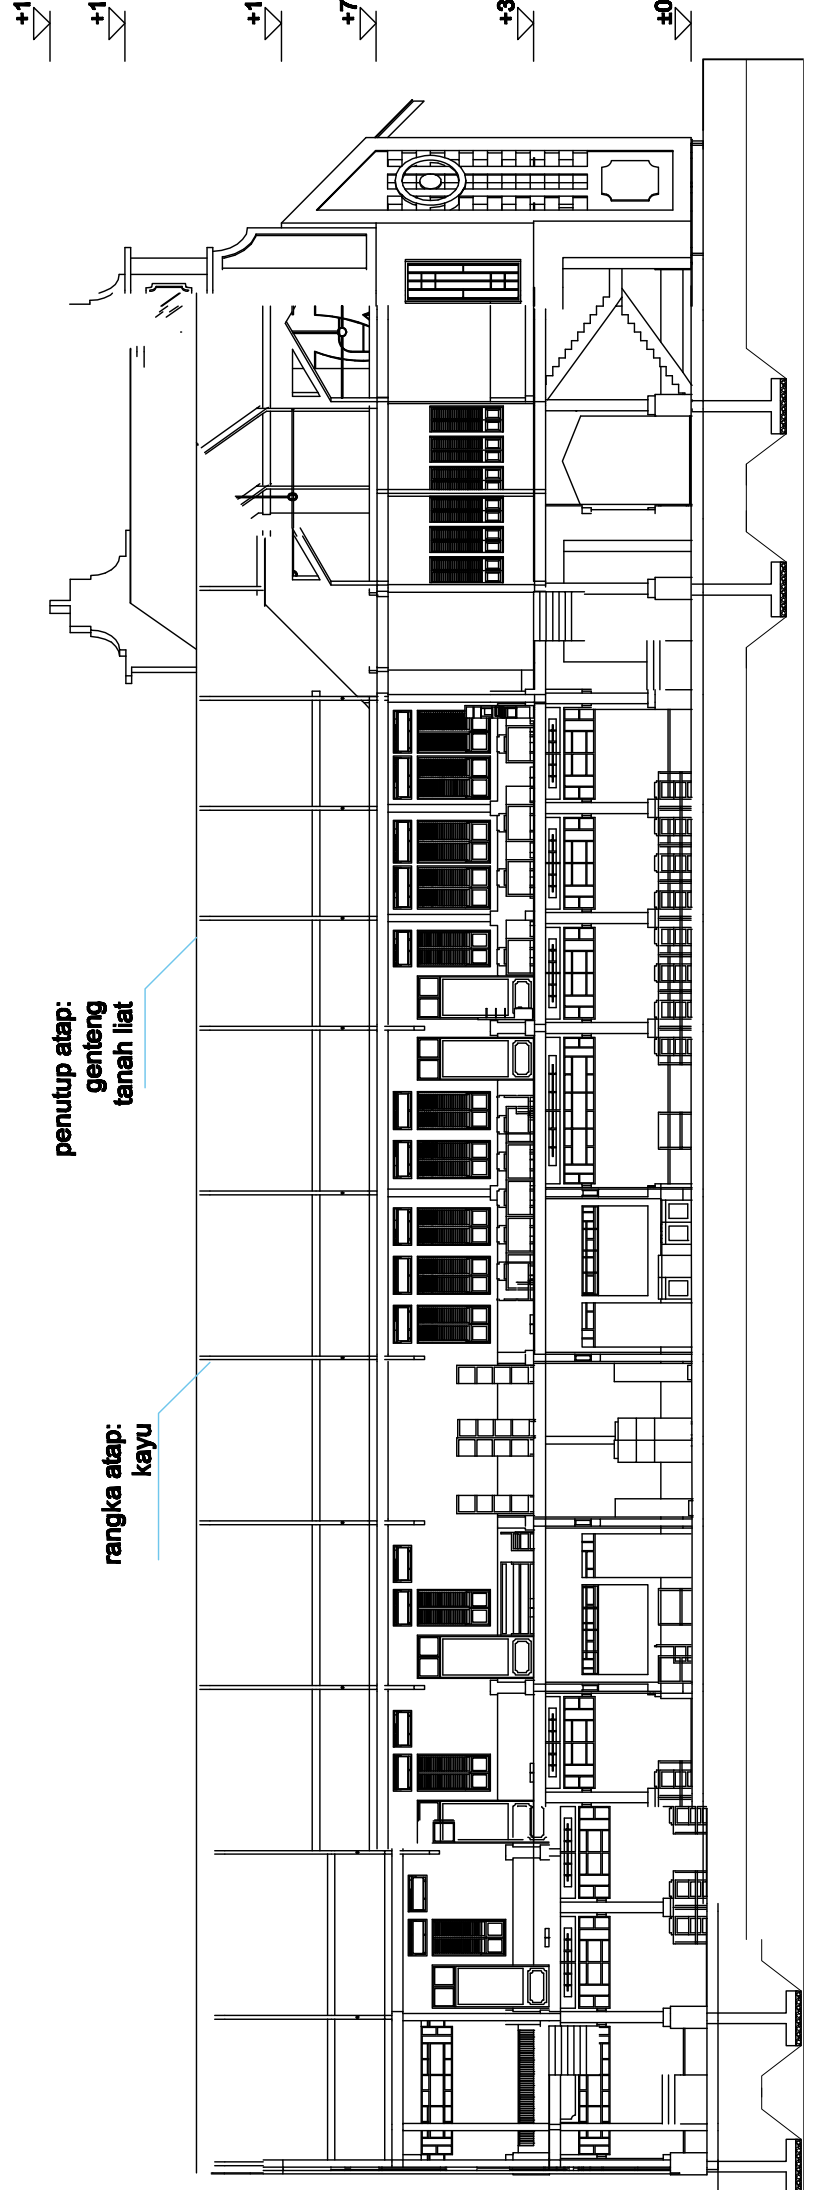 +1
+1
+1
+7
+3
±0
penutup atap:
genteng
tanah liat
rangka atap:
kayu